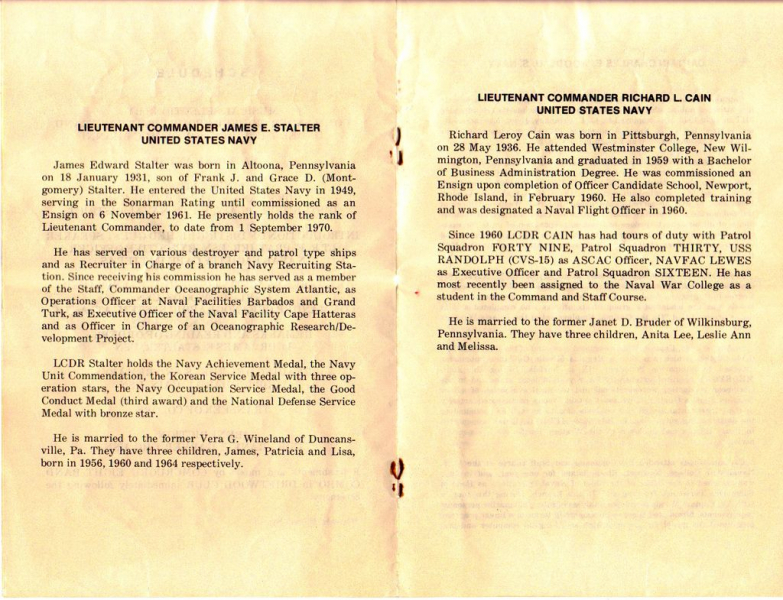 LIEUTENANT COMMANDER JAMES E. STALTER
UNITED STATES NAVY
James Edward Stalter was born in Altoona, Pennsylvania
on 18 January 1931, son of Frank J. and Grace D. (Mont-
gomery) Stalter. He entered the United States Navy in 1949,
serving in the Sonarman Rating until commissioned as an
Ensign on 6 November 1961. He presently holds the rank of
Lieutenant Commander, to date from 1 September 1970.
He has served on various destroyer and patrol type ships
and as Recruiter in Charge of a branch Navy Recruiting Sta-
tion. Since receiving his commission he has served as a member
of the Staff, Commander Oceanographic System Atlantic, as
Operations Officer at Naval Facilities Barbados and Grand
Turk, as Executive Officer of the Naval Facility Cape Hatteras
and as Officer in Charge of an Oceanographic Research/De-
velopment Project.
LCDR Stalter holds the Navy Achievement Medal, the Navy
Unit Commendation, the Korean Service Medal with three op-
eration stars, the Navy Occupation Service Medal, the Good
Conduct Medal (third award) and the National Defense Service
Medal with bronze star.
He is married to the former Vera G. Wineland of Duncans-
ville, Pa. They have three children, James, Patricia and Lisa,
born in 1956, 1960 and 1964 respectively.
LIEUTENANT COMMANDER RICHARD L. CAIN
UNITED STATES NAVY
Richard Leroy Cain was born in Pittsburgh, Pennsylvania
on 28 May 1936. He attended Westminster College, New Wil-
mington, Pennsylvania and graduated in 1959 with a Bachelor
of Business Administration Degree. He was commissioned an
Ensign upon completion of Officer Candidate School, Newport,
Rhode Island, in February 1960. He also completed training
and was designated a Naval Flight Officer in 1960.
Since 1960 LCDR CAIN has had tours of duty with Patrol
Squadron FORTY NINE, Patrol Squadron THIRTY, USS
RANDOLPH (CVS-15) as ASCAC Officer, NAVFAC LEWES
as Executive Officer and Patrol Squadron SIXTEEN. He has
most recently been assigned to the Naval War College as a
student in the Command and Staff Course.
He is married to the former Janet D. Bruder of Wilkinsburg,
Pennsylvania. They have three children, Anita Lee, Leslie Ann
and Melissa.